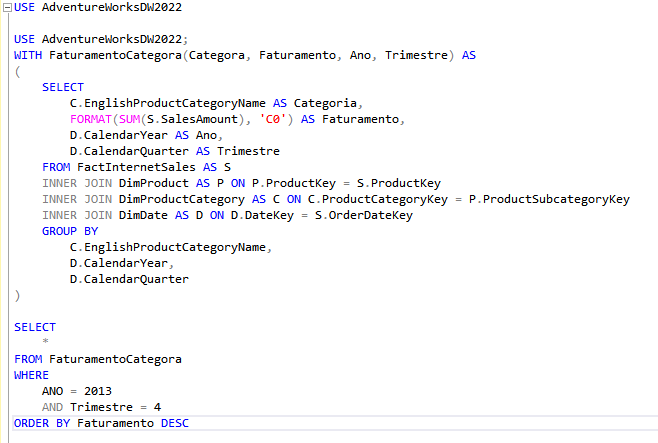 USE AdventureWorksDW2022
USE AdventureWorksDW2022;
WITH FaturamentoCategora(Categora, Faturamento, Ano, Trimestre) AS
(
SELECT
C.EnglishProductCategoryName AS Categoria,
FORMAT(SUM(S.SalesAmount), 'C0') AS Faturamento,
D.CalendarYear AS Ano,
D.CalendarQuarter AS Trimestre
FROM FactInternetSales AS S
INNER JOIN DimProduct AS P ON P.ProductKey = S.ProductKey
INNER JOIN DimProductCategory AS C ON C.ProductCategoryKey = P.ProductSubcategoryKey
INNER JOIN DimDate AS D ON D.DateKey = S.OrderDateKey
GROUP BY
C.EnglishProductCategoryName,
D.CalendarYear,
D.CalendarQuarter
)
SELECT
*
FROM FaturamentoCategora
WHERE
ANO = 2013
AND Trimestre = 4
ORDER BY Faturamento DESC